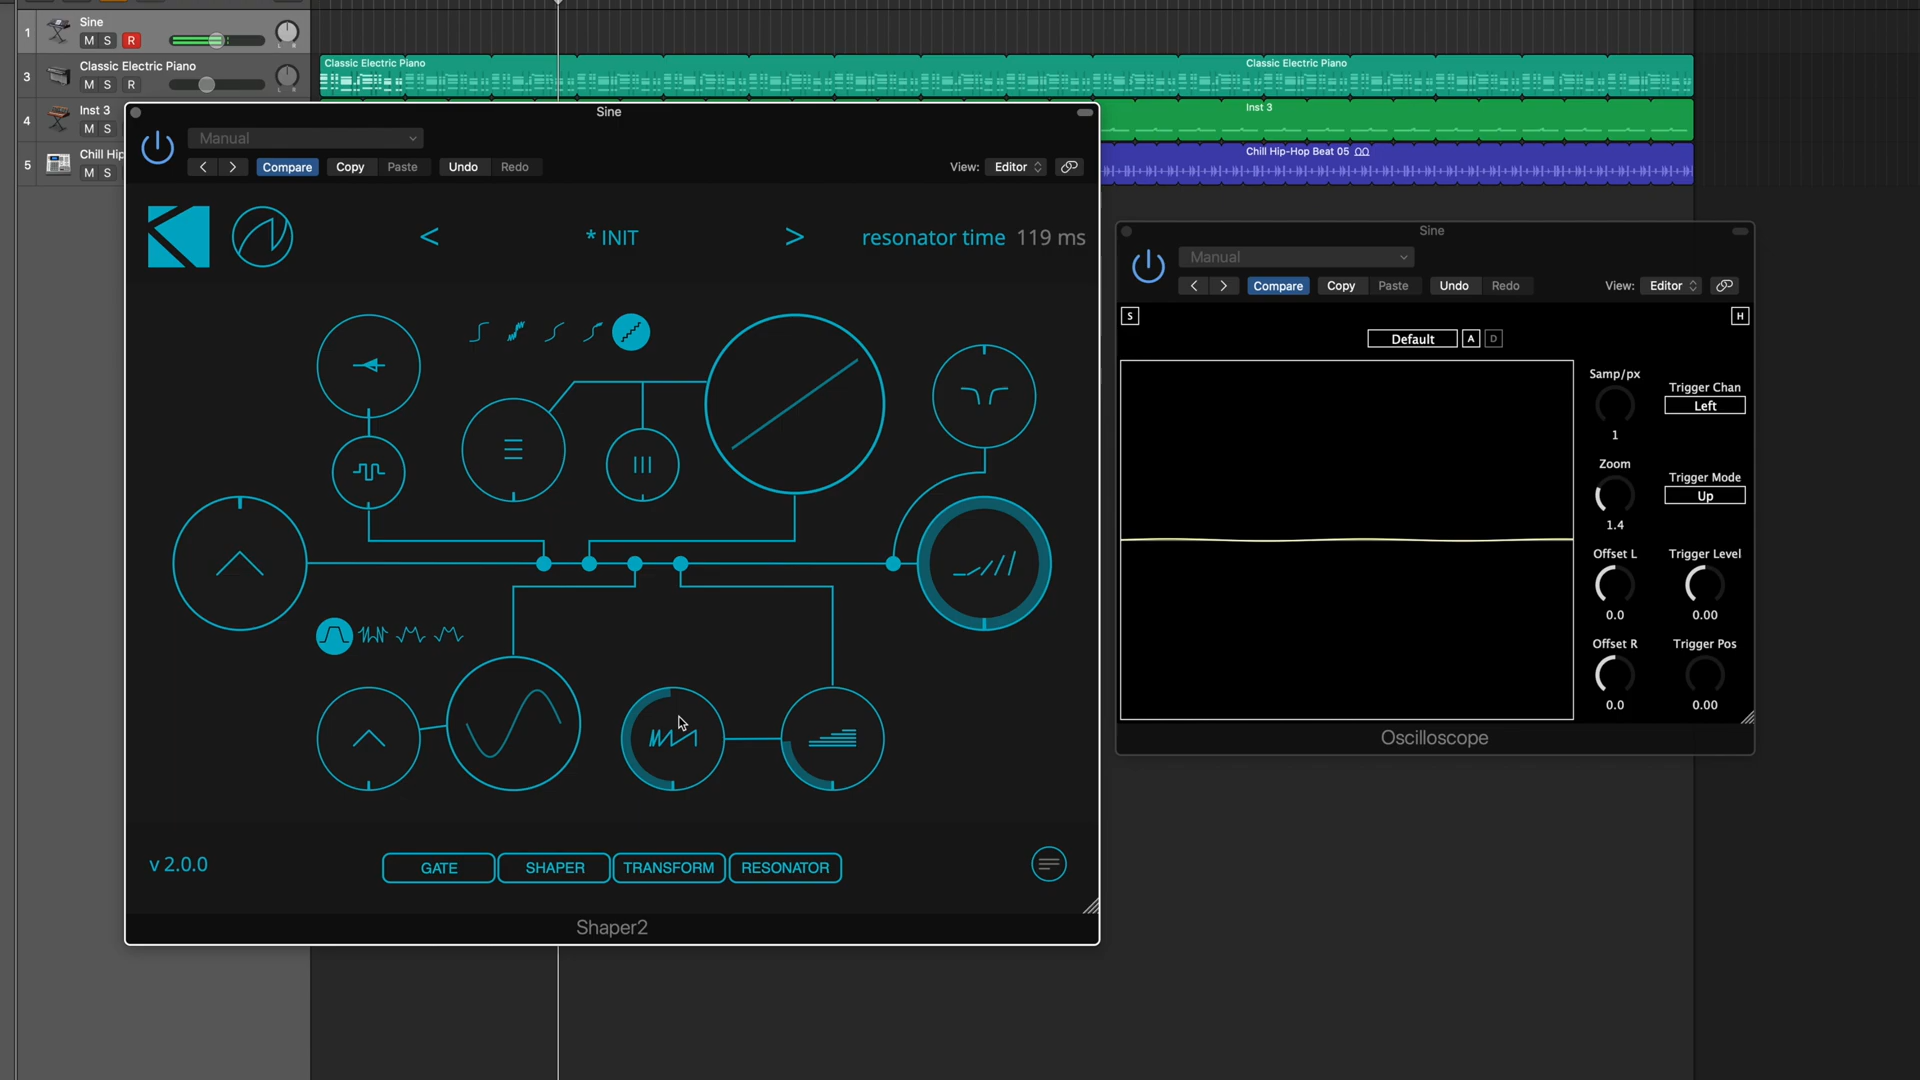 1
Sine
M S R
L R
3
Classic Electric Piano
M S R
L R
4
Inst 3
M S
5
Chill Hip
M S
Classic Electric Piano
Classic Electric Piano
Inst 3
Chill Hip-Hop Beat 05
Sine
Manual
Compare
Copy
Paste
Undo
Redo
View:
Editor
< * INIT >
resonator time 119 ms
v 2.0.0
GATE
SHAPER
TRANSFORM
RESONATOR
Shaper2
Sine
Manual
Compare
Copy
Paste
Undo
Redo
View:
Editor
S
H
Default
A
D
Samp/px
1
Trigger Chan
Left
Zoom
1.4
Trigger Mode
Up
Offset L
0.0
Trigger Level
0.00
Offset R
0.0
Trigger Pos
0.00
Oscilloscope